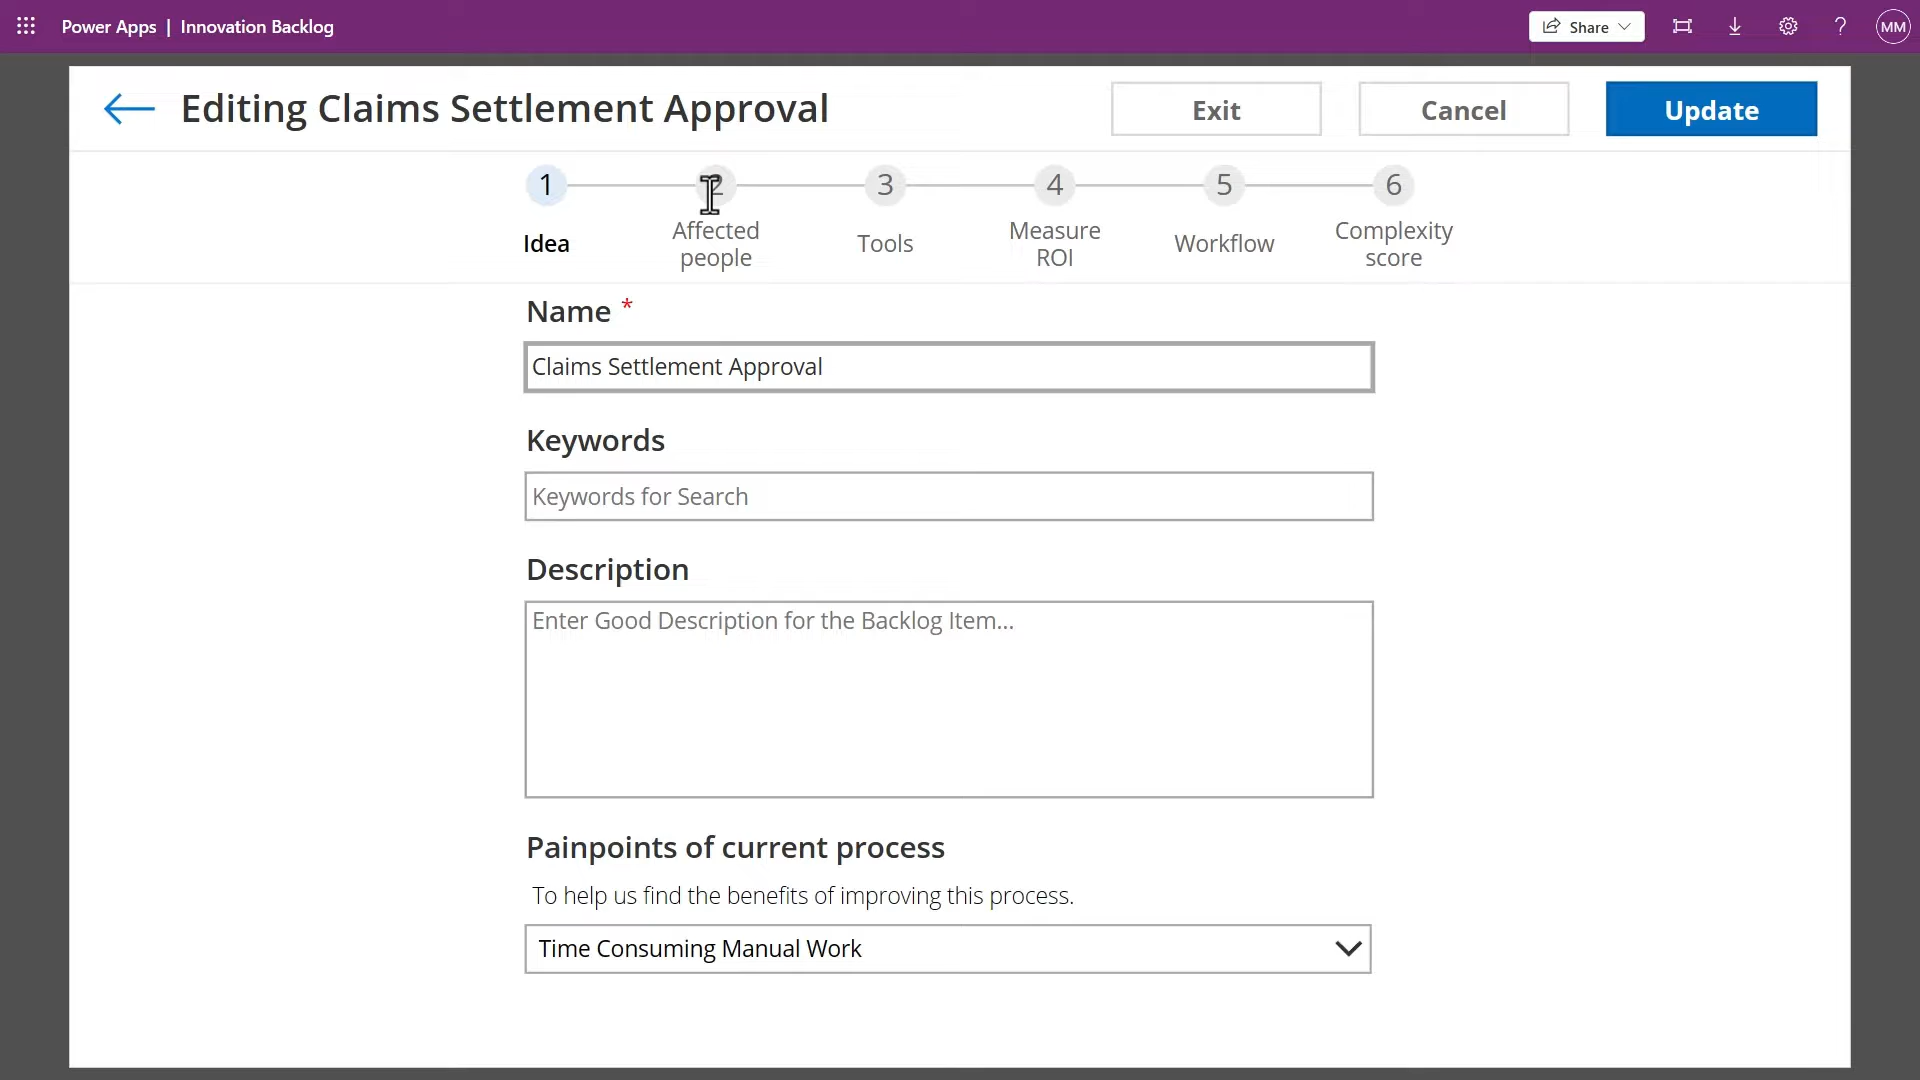 Power Apps | Innovation Backlog
Share
?
MM
Editing Claims Settlement Approval
Exit
Cancel
Update
1
2
3
4
5
6
Idea
Affected
people
Tools
Measure
ROI
Workflow
Complexity
score
Name *
Claims Settlement Approval
Keywords
Keywords for Search
Description
Enter Good Description for the Backlog Item...
Painpoints of current process
To help us find the benefits of improving this process.
Time Consuming Manual Work